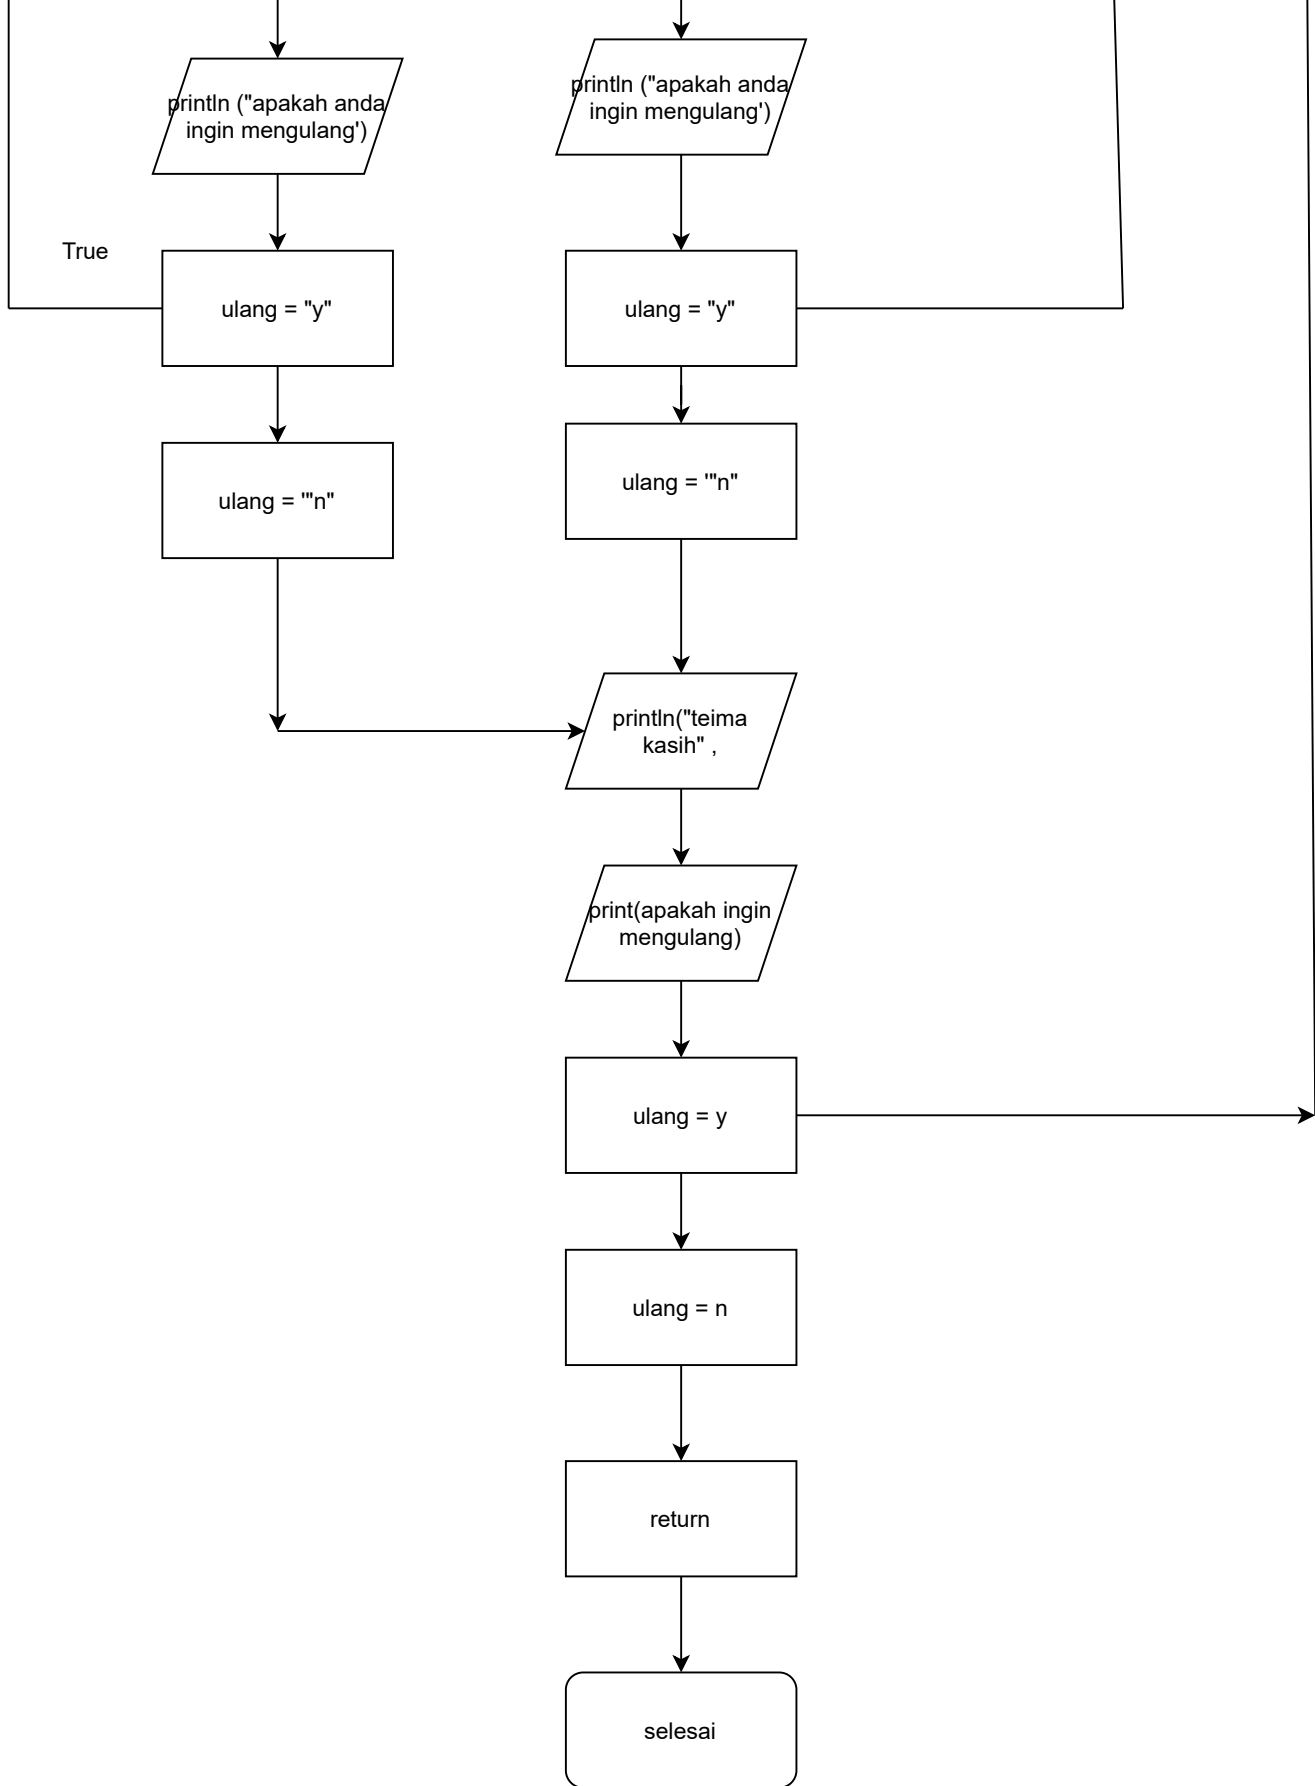 println ("apakah anda
ingin mengulang')
println ("apakah anda
ingin mengulang')
True
ulang = "y"
ulang = "y"
ulang = '"n"
ulang = '"n"
println("teima
kasih" ,
print(apakah ingin
mengulang)
ulang = y
ulang = n
return
selesai